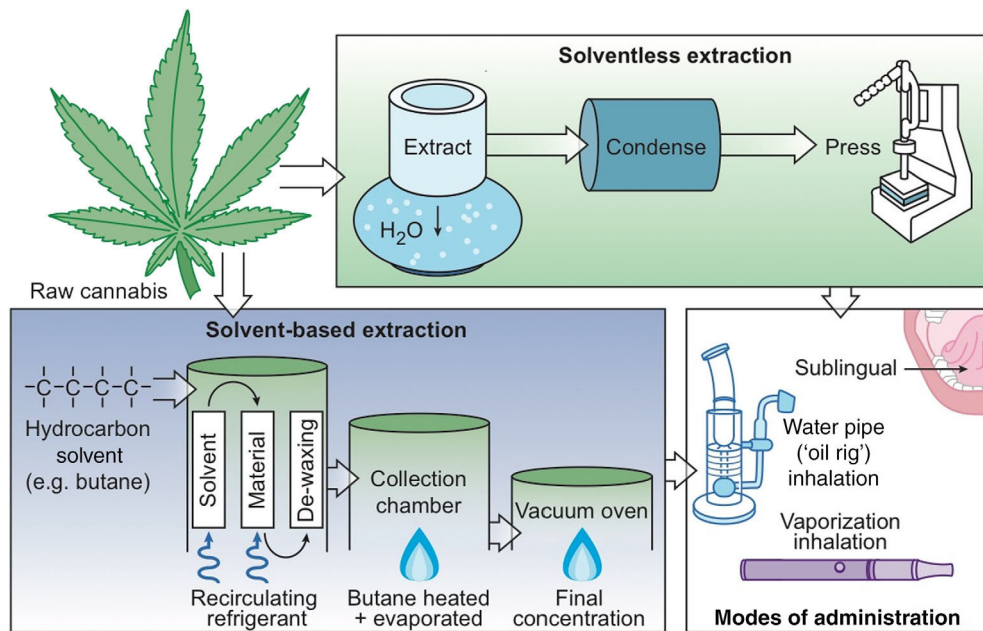 Solventless extraction
Extract
H₂O
Condense
Press
Raw cannabis
Solvent-based extraction
–C–C–C–C–
Hydrocarbon
solvent
(e.g. butane)
Solvent
Material
De-waxing
Recirculating
refrigerant
Collection
chamber
Butane heated
+ evaporated
Vacuum oven
Final
concentration
Sublingual
Water pipe
(‘oil rig’)
inhalation
Vaporization
inhalation
Modes of administration